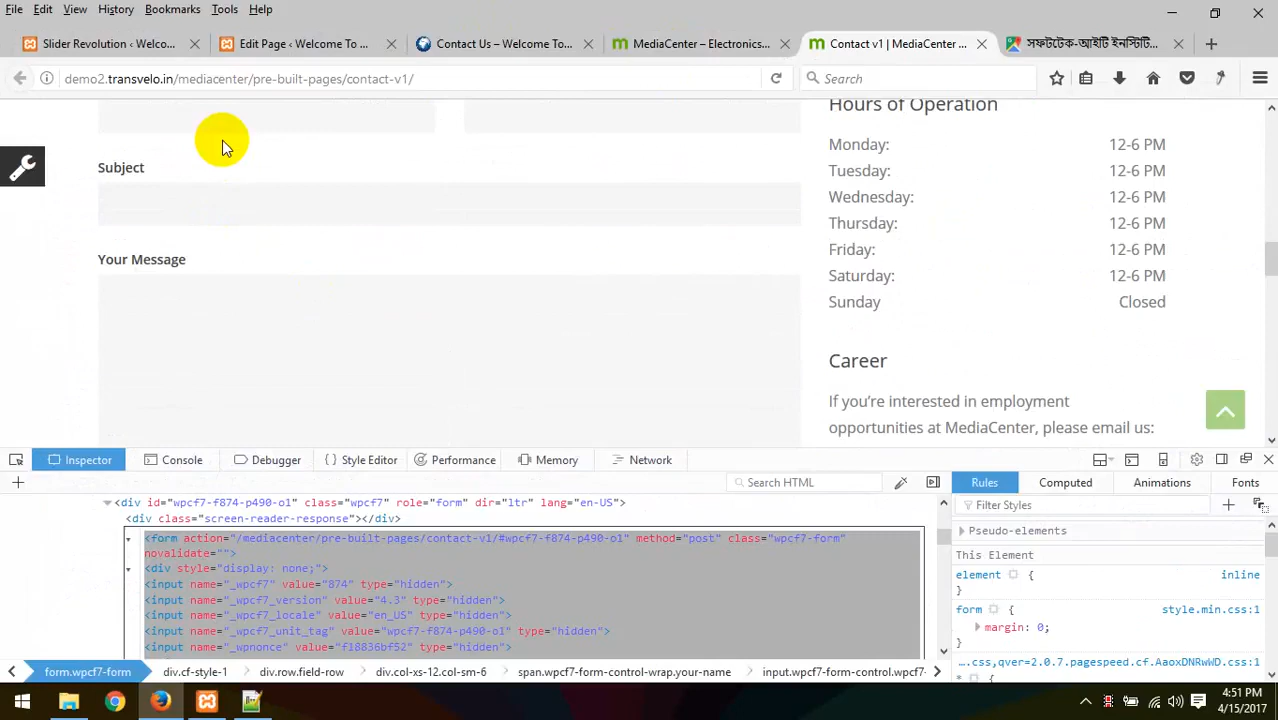 File Edit View History Bookmarks Tools Help
Slider Revolution ‹ Welco... Edit Page ‹ Welcome To ... Contact Us – Welcome To... MediaCenter – Electronics... Contact v1 | MediaCenter ... সফটটেক-আইটি ইনস্টিটি...
demo2.transvelo.in/mediacenter/pre-built-pages/contact-v1/ Search
Subject
Your Message
Hours of Operation
Monday: 12-6 PM
Tuesday: 12-6 PM
Wednesday: 12-6 PM
Thursday: 12-6 PM
Friday: 12-6 PM
Saturday: 12-6 PM
Sunday Closed
Career
If you're interested in employment
opportunities at MediaCenter, please email us:
Inspector Console Debugger Style Editor Performance Memory Network
Search HTML Rules Computed Animations Fonts
Filter Styles
<div id="wpcf7-f874-p490-o1" class="wpcf7" role="form" dir="ltr" lang="en-US">
<div class="screen-reader-response"></div>
<form action="/mediacenter/pre-built-pages/contact-v1/#wpcf7-f874-p490-o1" method="post" class="wpcf7-form"
novalidate="">
<div style="display: none;">
<input name="_wpcf7" value="874" type="hidden">
<input name="_wpcf7_version" value="4.3" type="hidden">
<input name="_wpcf7_locale" value="en_US" type="hidden">
<input name="_wpcf7_unit_tag" value="wpcf7-f874-p490-o1" type="hidden">
<input name="_wpnonce" value="f18836bf52" type="hidden">
Pseudo-elements
This Element
element { inline
}
form { style.min.css:1
margin: 0;
}
...css,qver=2.0.7.pagespeed.cf.AaoxDNRwWD.css:1
* {
form.wpcf7-form div.cf-style-1 div.row.field-row div.col-xs-12.col-sm-6 span.wpcf7-form-control-wrap.your-name input.wpcf7-form-control.wpcf7
4:51 PM
4/15/2017